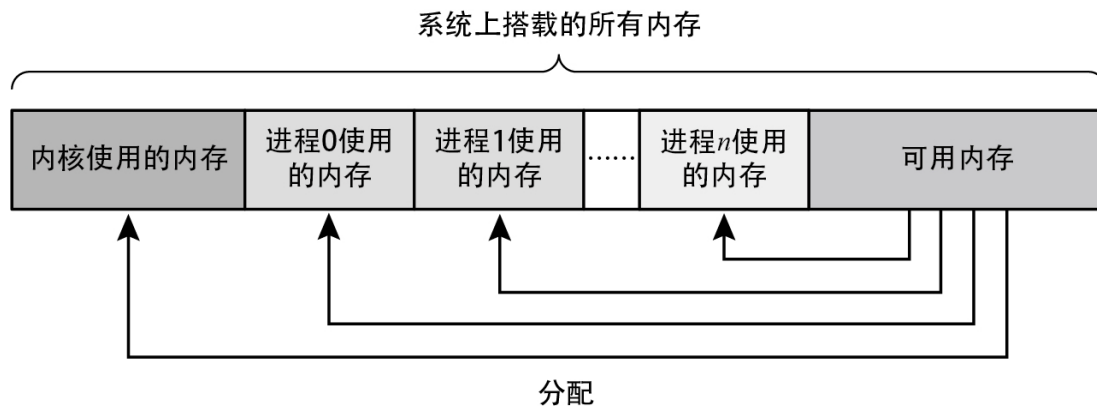 系统上搭载的所有内存
内核使用的内存
进程0使用
的内存
进程1使用
的内存
……
进程n使用
的内存
可用内存
分配